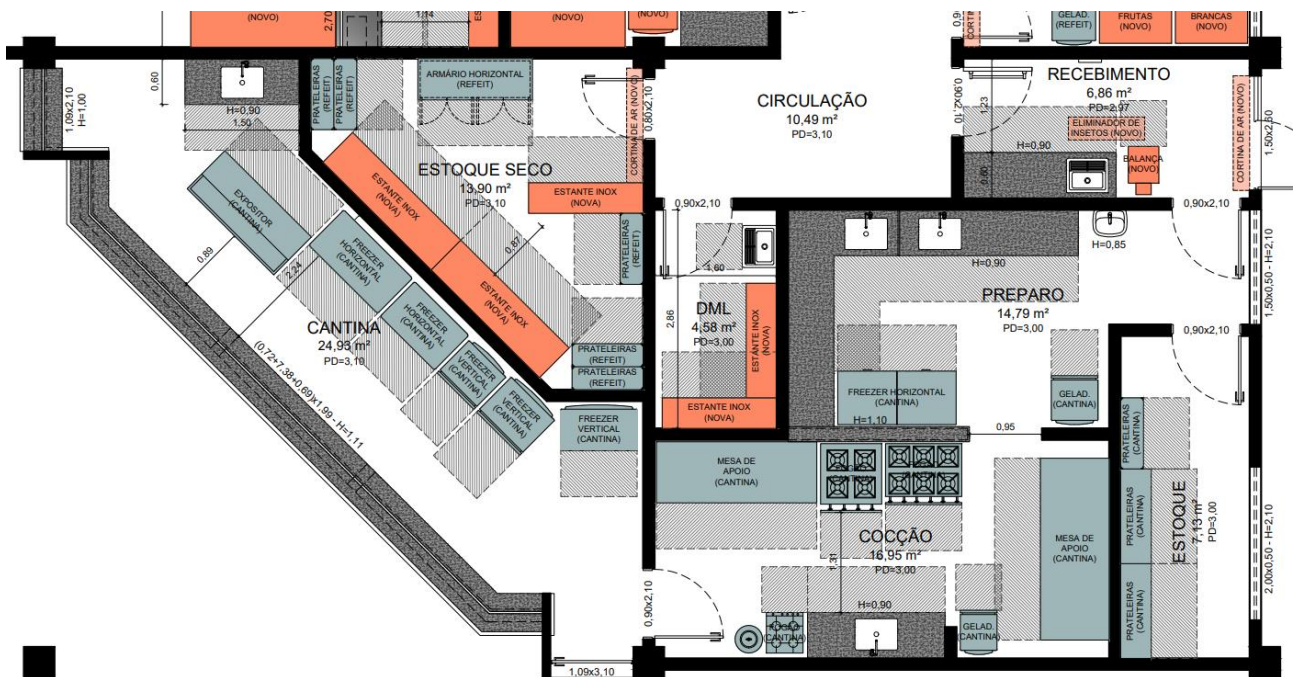 (NOVO)
2,70
1,14
(NOVO)
(NOVO)
GELAD.
(REFEIT)
FRUTAS
(NOVO)
BRANCAS
(NOVO)
0,60
1,09x2,10
H=1,00
H=0,90
1,50
PRATELEIRAS
(REFEIT)
PRATELEIRAS
(REFEIT)
ARMÁRIO HORIZONTAL
(REFEIT)
CORTINA DE AR (NOVO)
0,80x2,10
ESTOQUE SECO
13,90 m²
PD=3,10
ESTANTE INOX
(NOVA)
ESTANTE INOX
(NOVA)
ESTANTE INOX
(NOVA)
0,87
PRATELEIRAS
(REFEIT)
PRATELEIRAS
(REFEIT)
PRATELEIRAS
(REFEIT)
CIRCULAÇÃO
10,49 m²
PD=3,10
0,90x2,10
1,23
0,60
RECEBIMENTO
6,86 m²
PD=2,97
ELIMINADOR DE
INSETOS (NOVO)
H=0,90
BALANÇA
(NOVO)
CORTINA DE AR (NOVO)
1,50x2,60
EXPOSITOR
(CANTINA)
0,89
2,24
FREEZER
HORIZONTAL
(CANTINA)
FREEZER
HORIZONTAL
(CANTINA)
FREEZER
VERTICAL
(CANTINA)
FREEZER
VERTICAL
(CANTINA)
FREEZER
VERTICAL
(CANTINA)
CANTINA
24,93 m²
PD=3,10
(0,72+7,38+0,69)x1,99 - H=1,11
0,90x2,10
1,60
2,86
DML
4,58 m²
PD=3,00
ESTANTE INOX
(NOVA)
ESTANTE INOX
(NOVA)
H=0,90
H=0,85
0,90x2,10
1,50x0,50 - H=2,10
PREPARO
14,79 m²
PD=3,00
FREEZER HORIZONTAL
(CANTINA)
H=1,10
GELAD.
(CANTINA)
0,95
0,90x2,10
MESA DE
APOIO
(CANTINA)
(CANTINA)
COCÇÃO
16,95 m²
PD=3,00
1,31
MESA DE
APOIO
(CANTINA)
PRATELEIRAS
(CANTINA)
PRATELEIRAS
(CANTINA)
PRATELEIRAS
(CANTINA)
ESTOQUE
7,13 m²
PD=3,00
2,00x0,50 - H=2,10
0,90x2,10
H=0,90
(CANTINA)
GELAD.
(CANTINA)
1,09x3,10